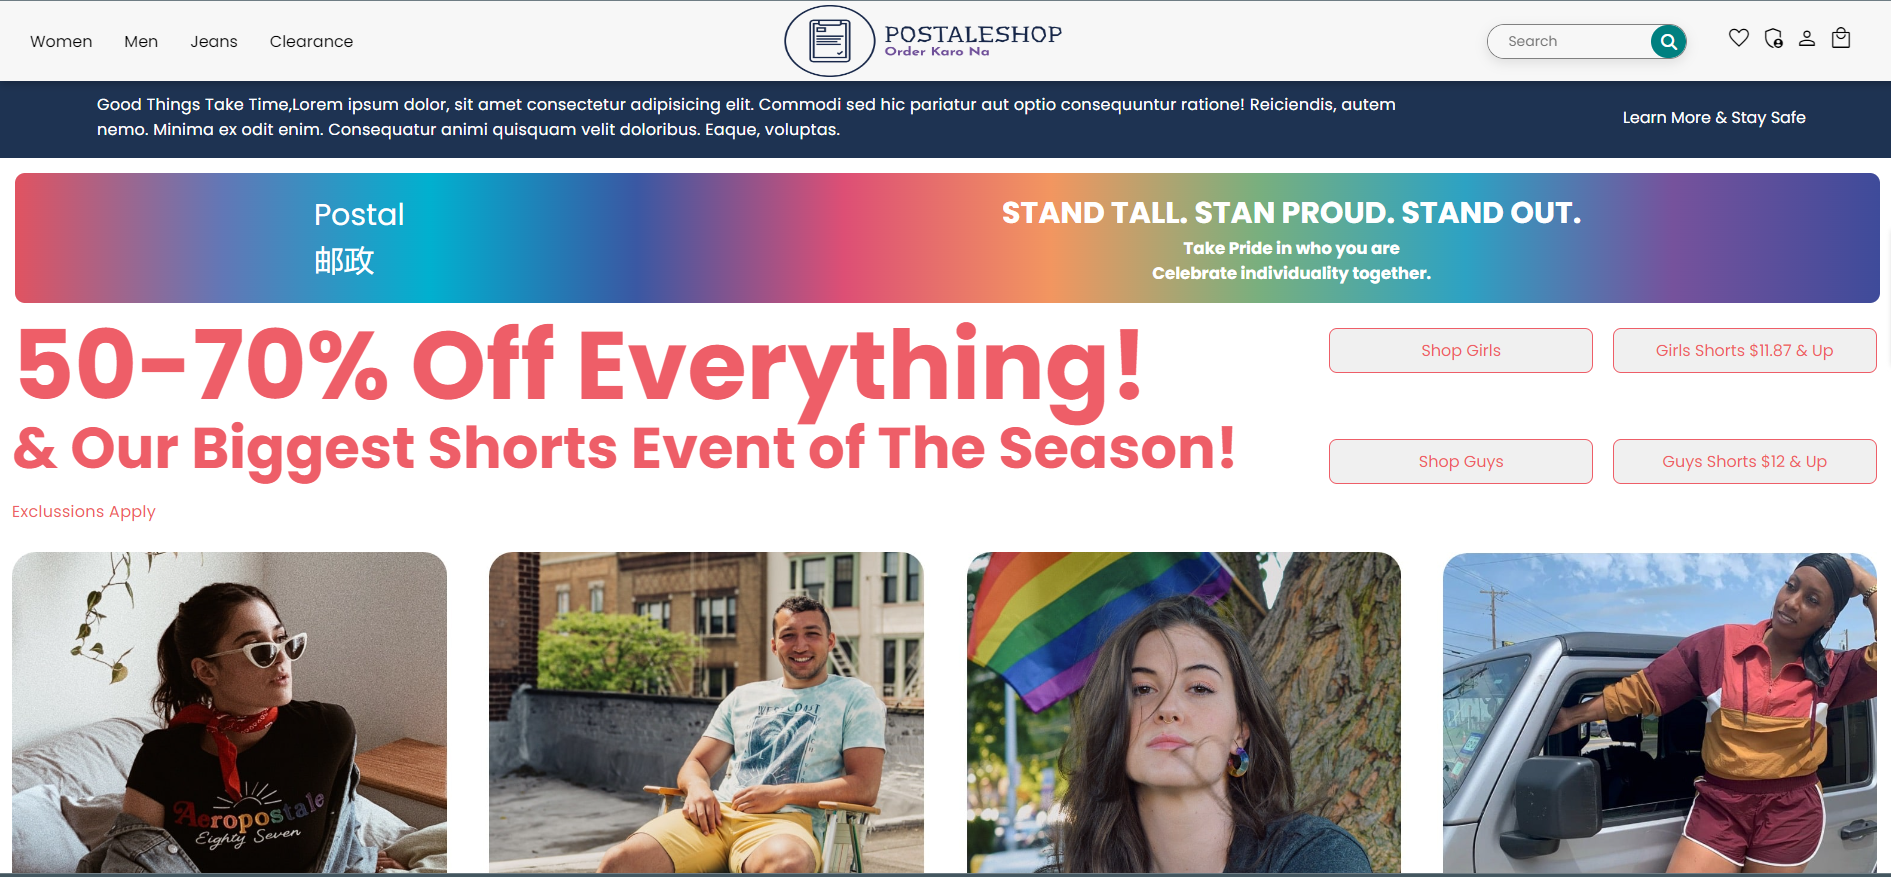 Women Men Jeans Clearance
POSTALESHOP
Order Karo Na
Search
Good Things Take Time,Lorem ipsum dolor, sit amet consectetur adipisicing elit. Commodi sed hic pariatur aut optio consequuntur ratione! Reiciendis, autem
nemo. Minima ex odit enim. Consequatur animi quisquam velit doloribus. Eaque, voluptas.
Learn More & Stay Safe
Postal
邮政
STAND TALL. STAN PROUD. STAND OUT.
Take Pride in who you are
Celebrate individuality together.
50-70% Off Everything!
& Our Biggest Shorts Event of The Season!
Exclussions Apply
Shop Girls
Girls Shorts $11.87 & Up
Shop Guys
Guys Shorts $12 & Up
Aeropostale
Eighty Seven
WEST COAST